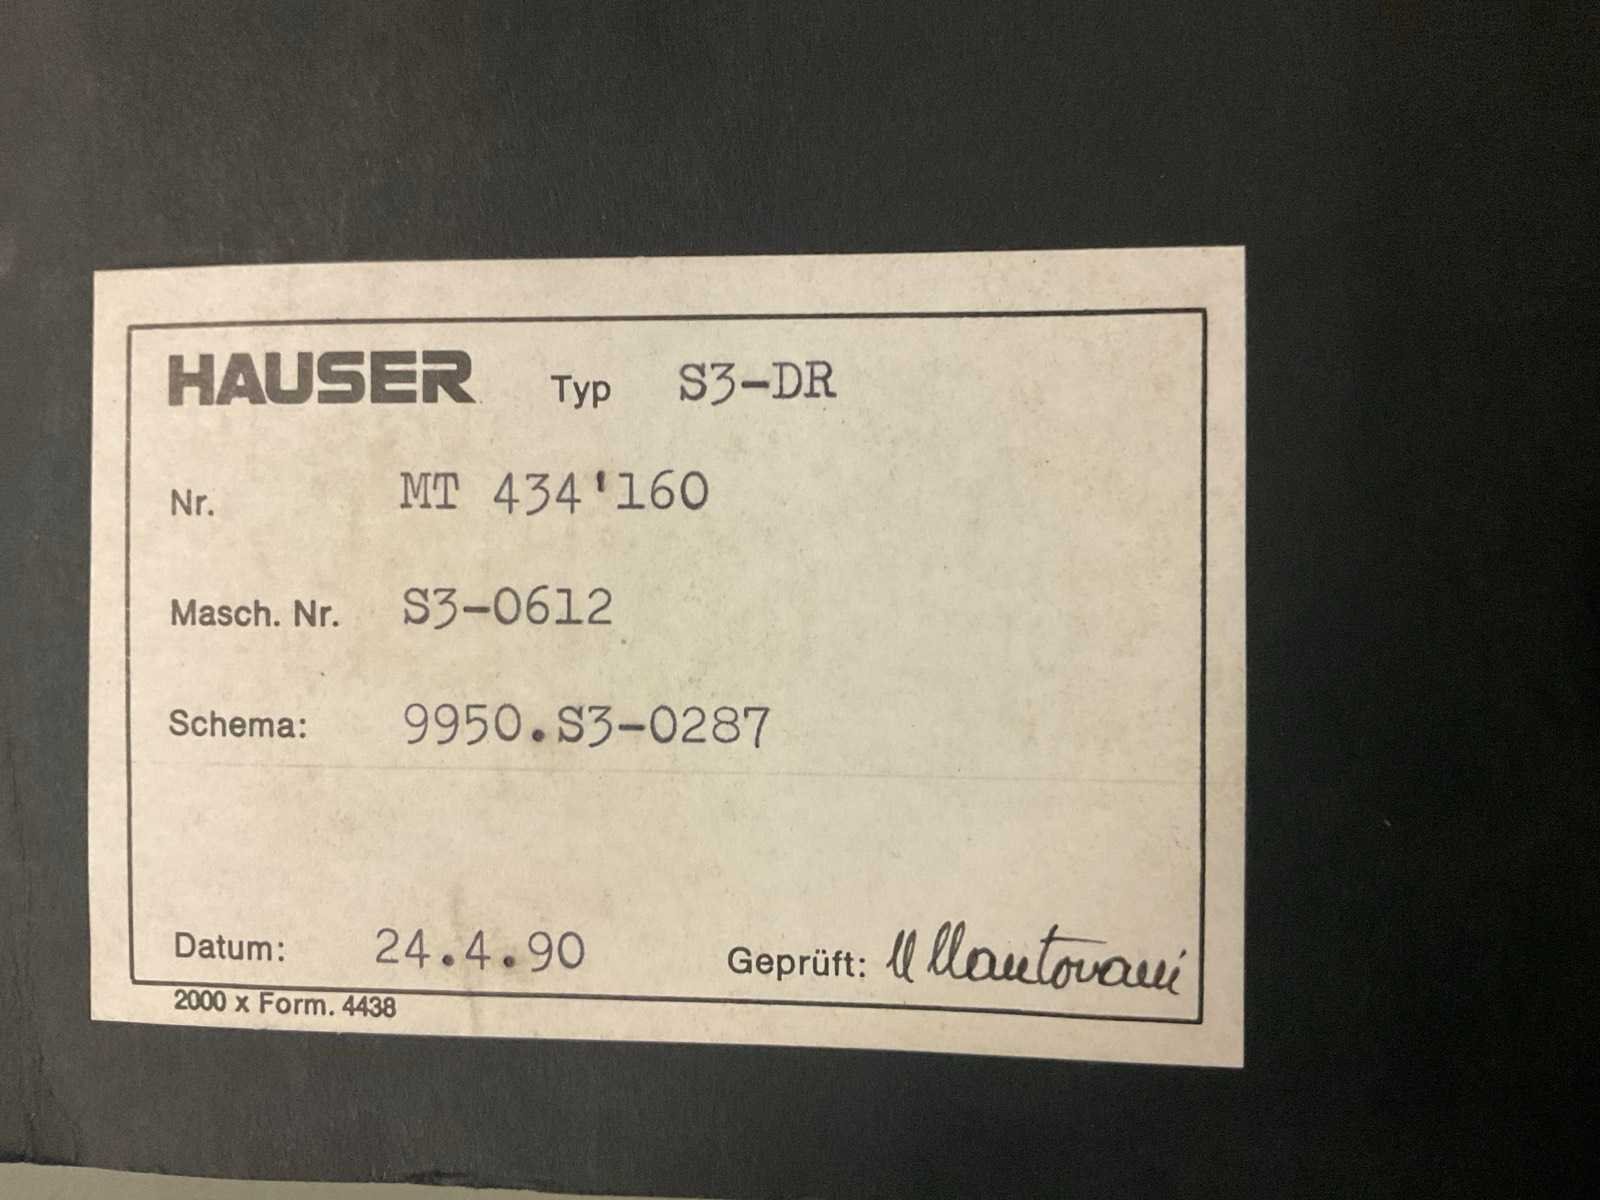 HAUSER Typ S3-DR
Nr. MT 434'160
Masch. Nr. S3-0612
Schema: 9950.S3-0287
Datum: 24.4.90 Geprüft: M Mantovani
2000 x Form. 4438